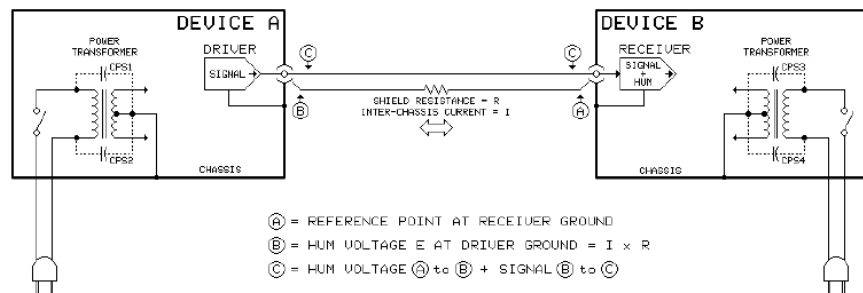 DEVICE A
POWER
TRANSFORMER
CPS1
CPS2
DRIVER
SIGNAL
CHASSIS
C
B
SHIELD RESISTANCE = R
INTER-CHASSIS CURRENT = I
C
A
DEVICE B
RECEIVER
SIGNAL
+
HUM
POWER
TRANSFORMER
CPS3
CPS4
CHASSIS
A = REFERENCE POINT AT RECEIVER GROUND
B = HUM VOLTAGE E AT DRIVER GROUND = I x R
C = HUM VOLTAGE A to B + SIGNAL B to C